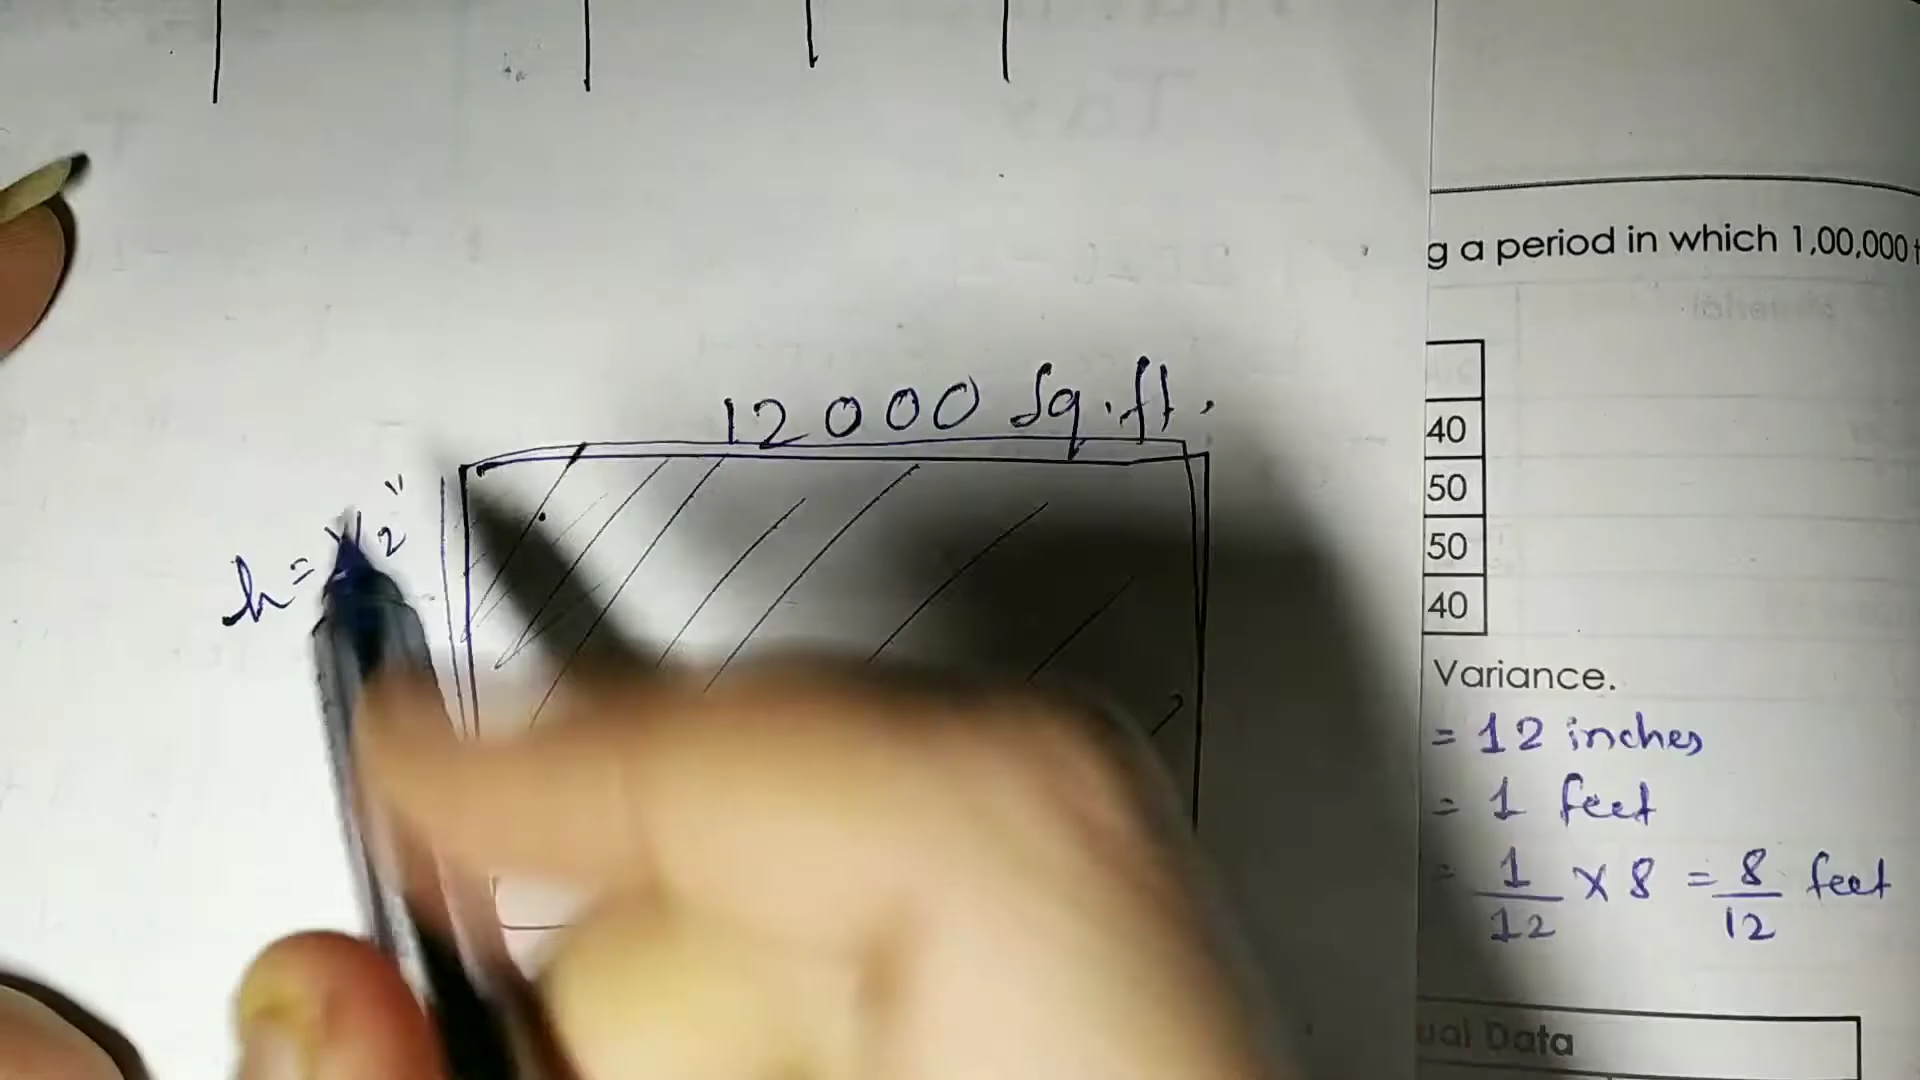 12000 Sq.ft.
h = 1/2"
g a period in which 1,00,000
40
50
50
40
Variance.
= 12 inches
= 1 feet
= 1/12 × 8 = 8/12 feet
ual Data